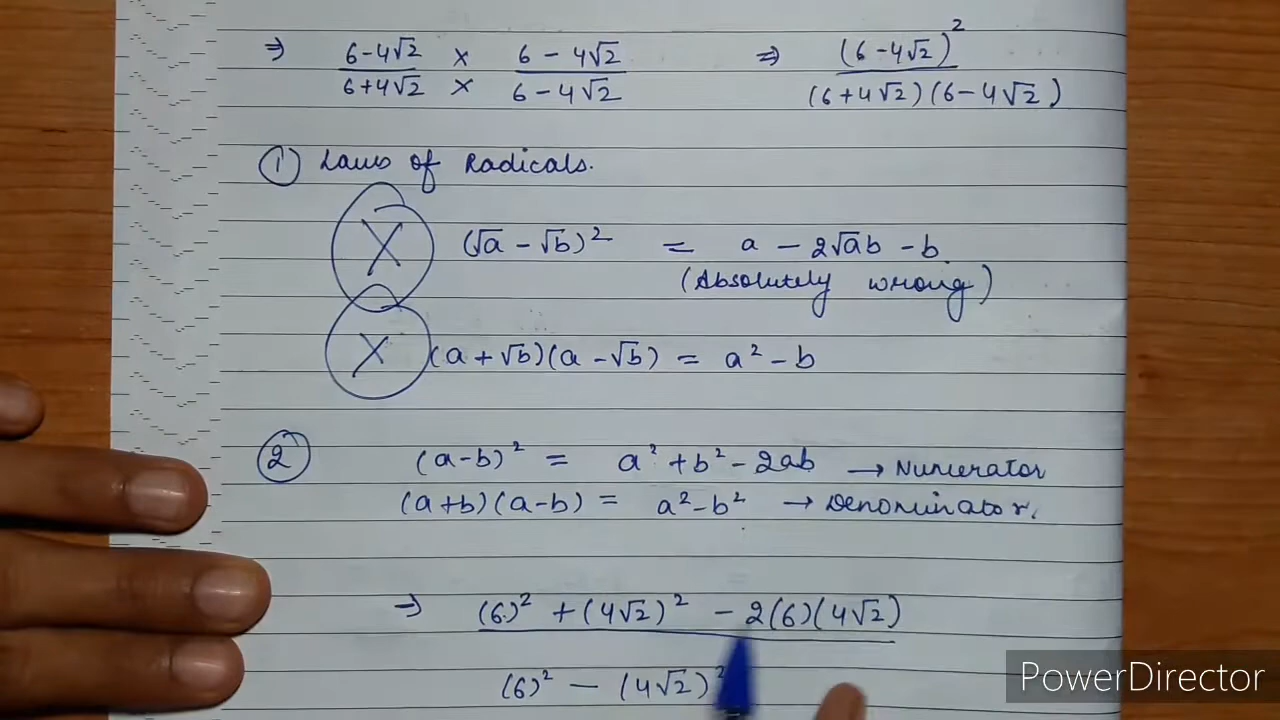 ⇒ 6-4√2 / 6+4√2 × 6-4√2 / 6-4√2 ⇒ (6-4√2)² / (6+4√2)(6-4√2)
① Laws of Radicals.
X (√a - √b)² = a - 2√ab - b
(Absolutely wrong)
X (a + √b)(a - √b) = a² - b
② (a-b)² = a² + b² - 2ab → Numerator
(a+b)(a-b) = a² - b² → Denominator.
→ (6)² + (4√2)² - 2(6)(4√2)
(6)² - (4√2)²
PowerDirector